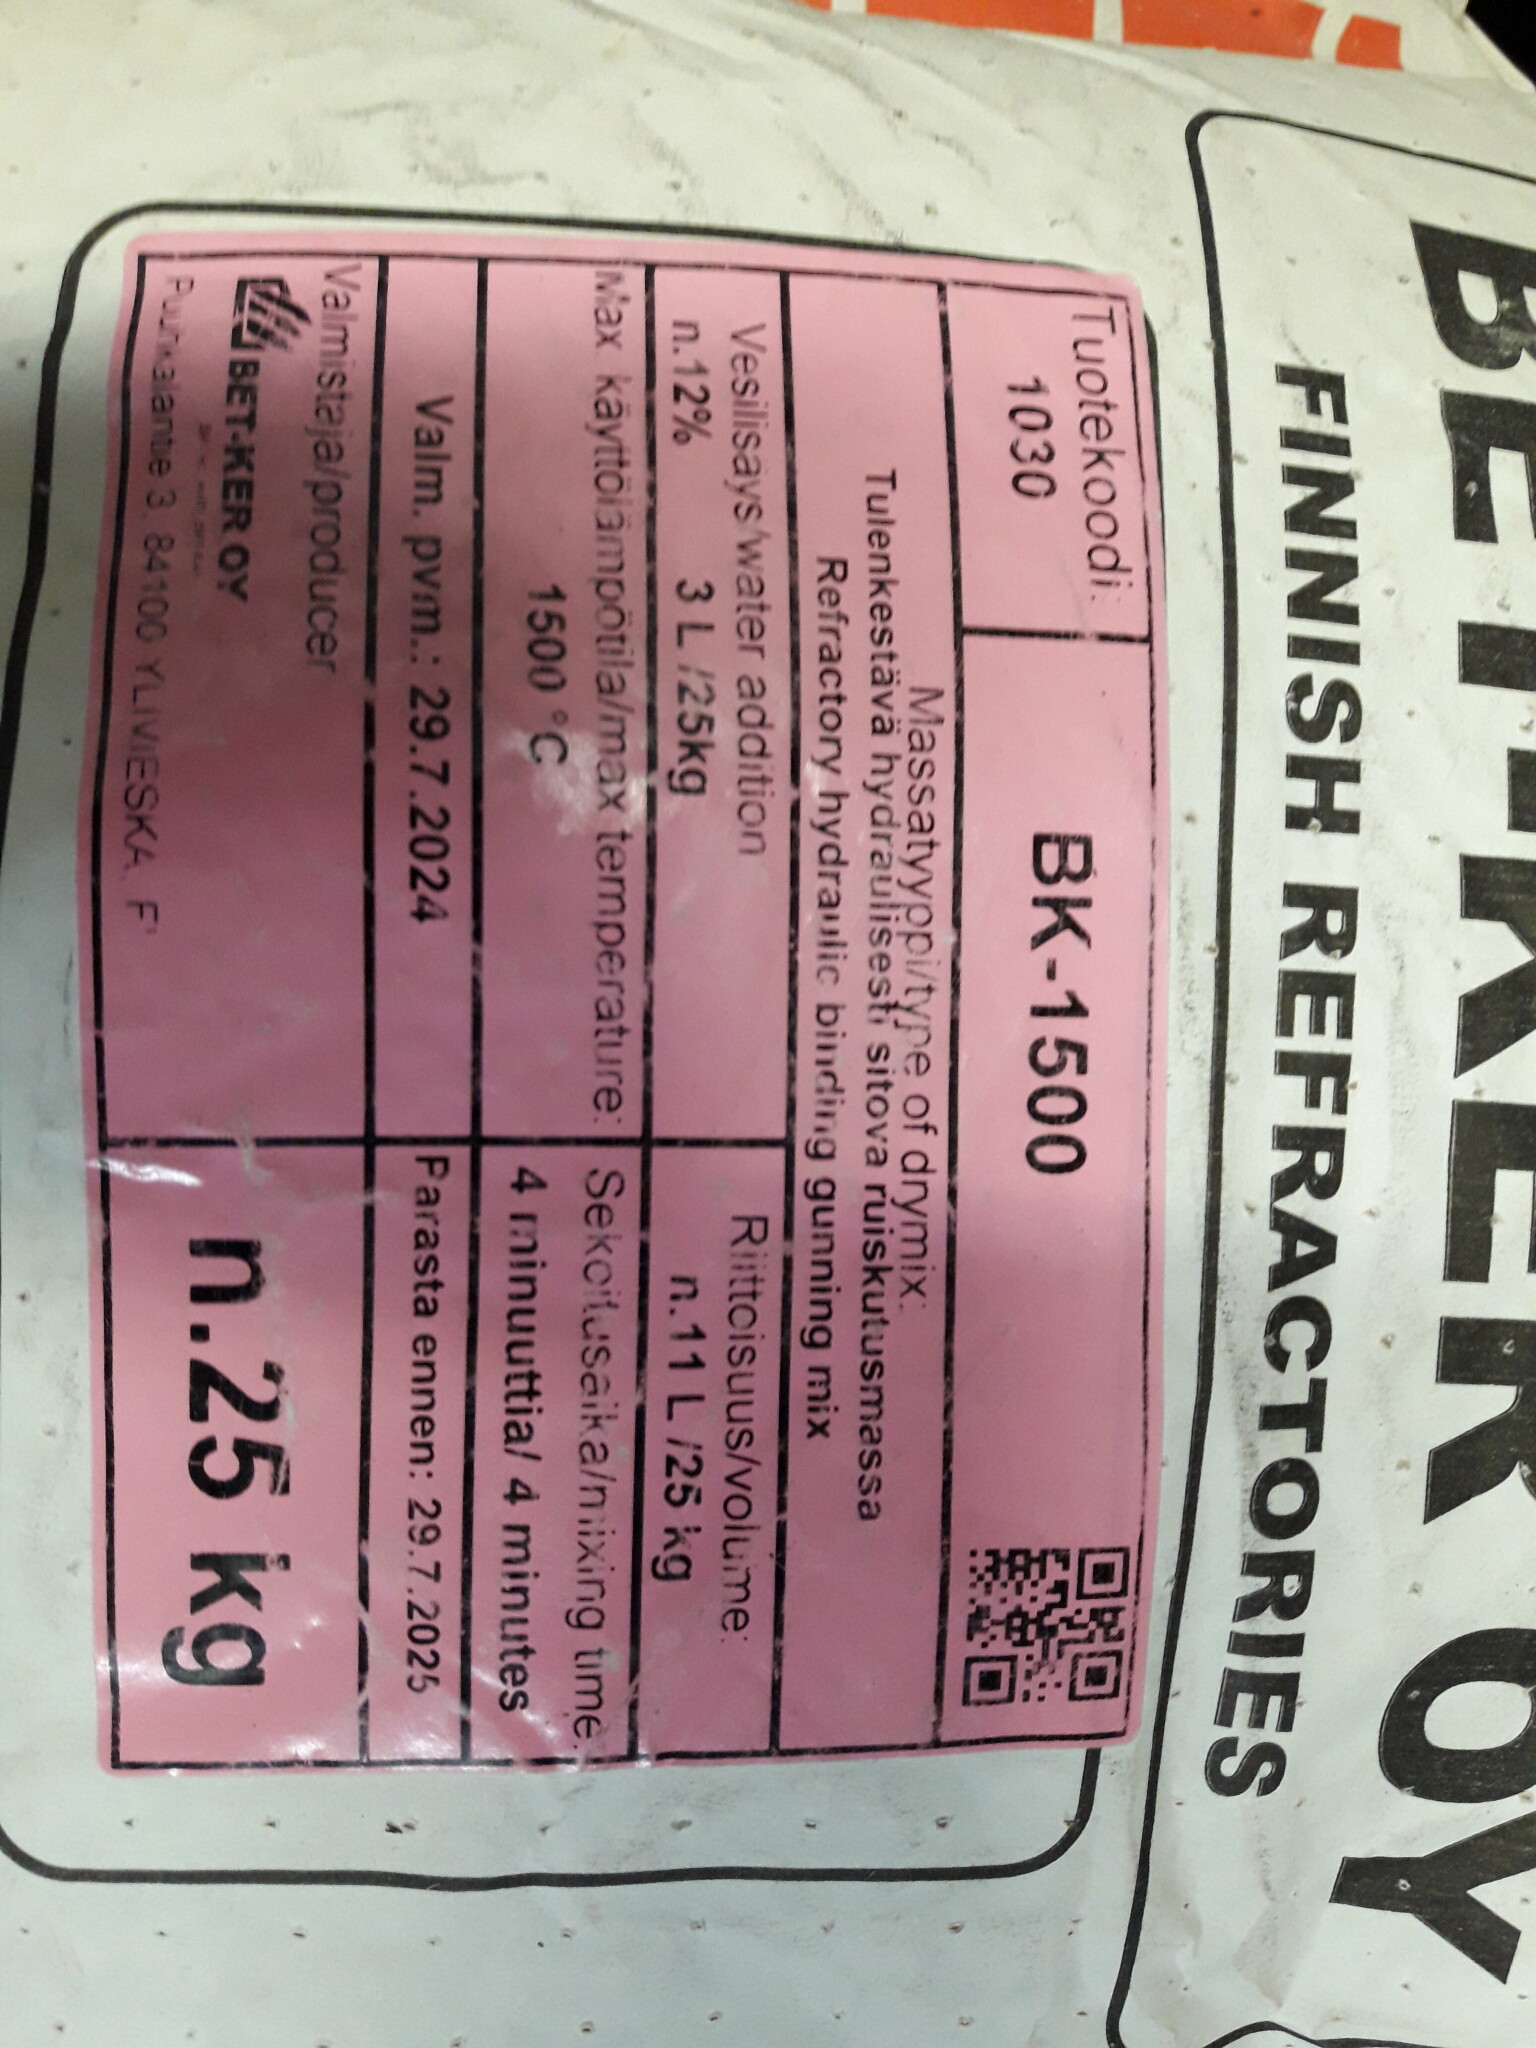 BETKER OY
FINNISH REFRACTORIES
Tuotekoodi:
1030
BK-1500
Massatyyppi/type of drymix:
Tulenkestävä hydraulisesti sitova ruiskutusmassa
Refractory hydraulic binding gunning mix
Vesilisäys/water addition
n.12% 3 L /25kg
Riittoisuus/volume:
n.11 L /25 kg
Max. käyttölämpötila/max temperature:
1500 °C
Sekoitusaika/mixing time
4 minuuttia/ 4 minutes
Valm. pvm.: 29.7.2024
Parasta ennen: 29.7.2025
Valmistaja/producer
BET-KER OY
3, 84100 YLIVIESKA,
n.25 kg